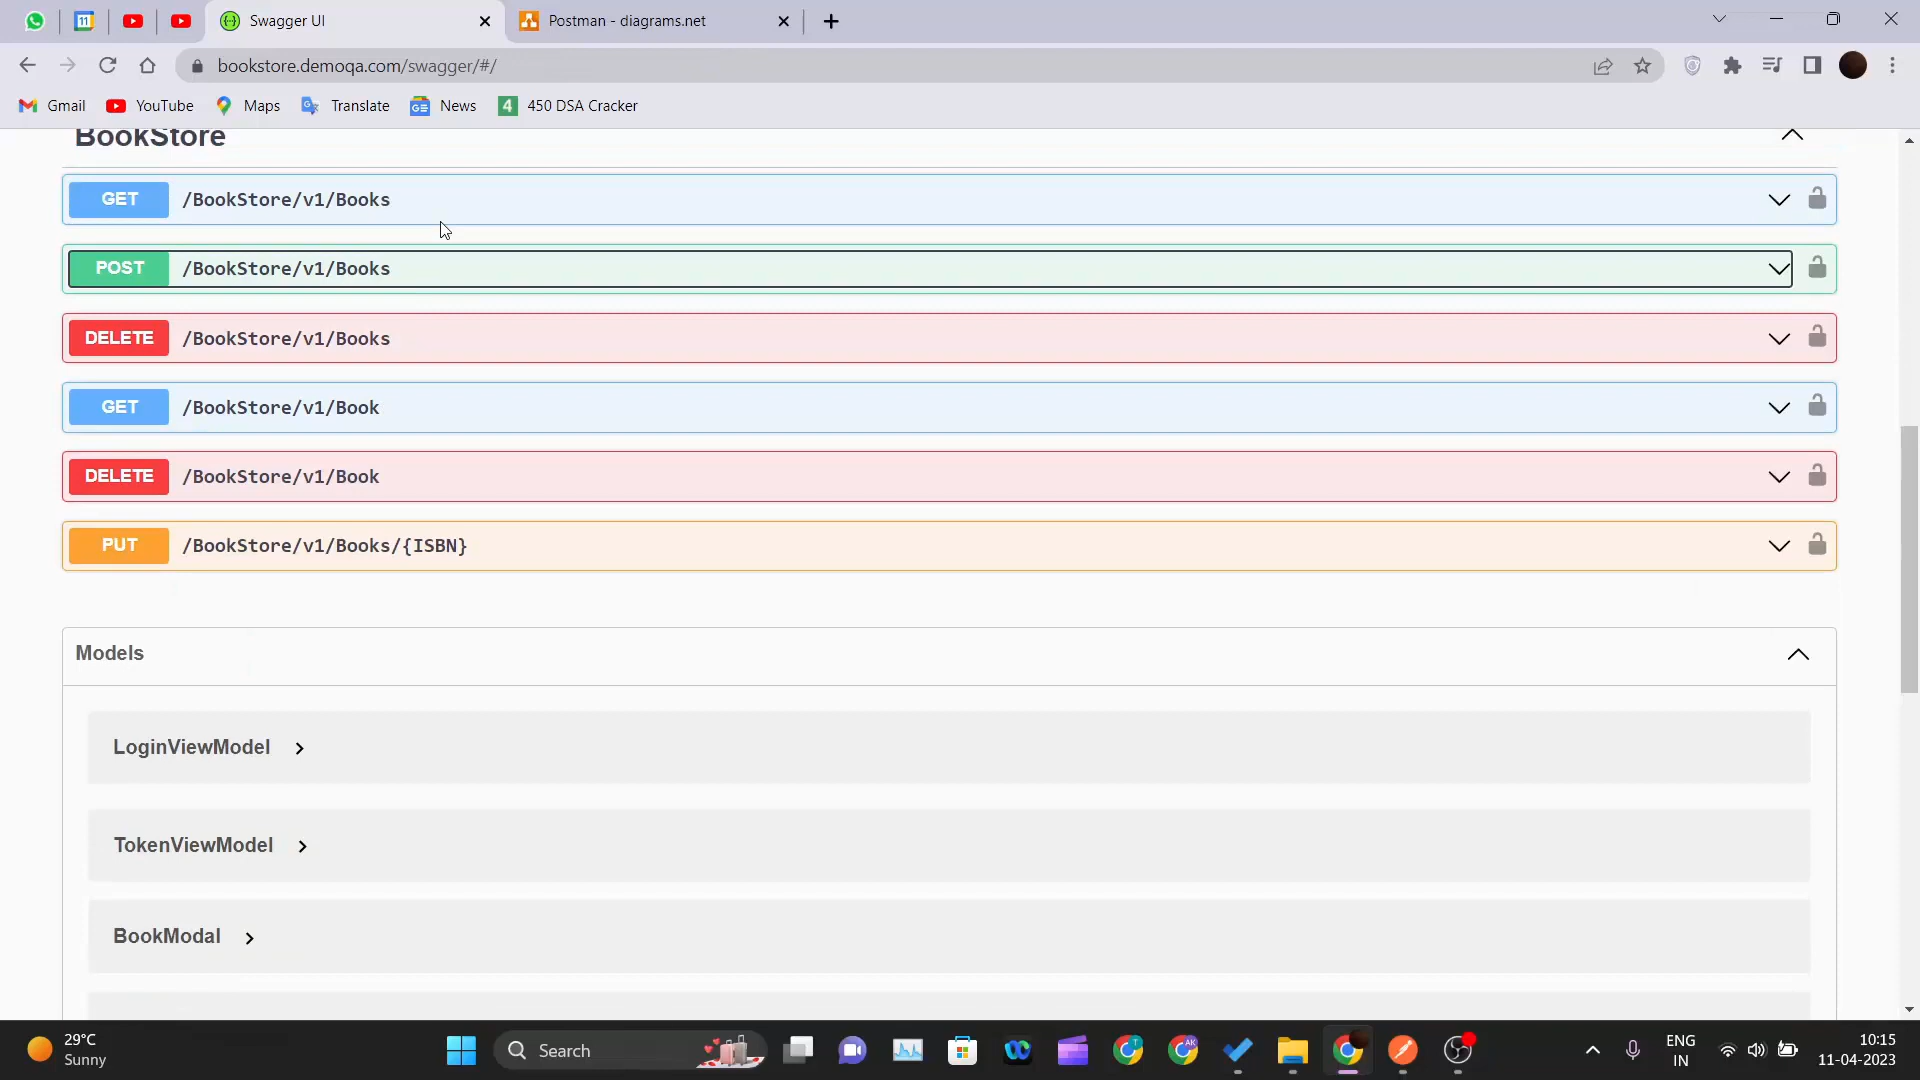 11
Swagger UI
Postman - diagrams.net
bookstore.demoqa.com/swagger/#/
Gmail
YouTube
Maps
Translate
News
4 450 DSA Cracker
BookStore
GET /BookStore/v1/Books
POST /BookStore/v1/Books
DELETE /BookStore/v1/Books
GET /BookStore/v1/Book
DELETE /BookStore/v1/Book
PUT /BookStore/v1/Books/{ISBN}
Models
LoginViewModel
TokenViewModel
BookModal
29°C
Sunny
Search
T
AK
ENG
IN
10:15
11-04-2023